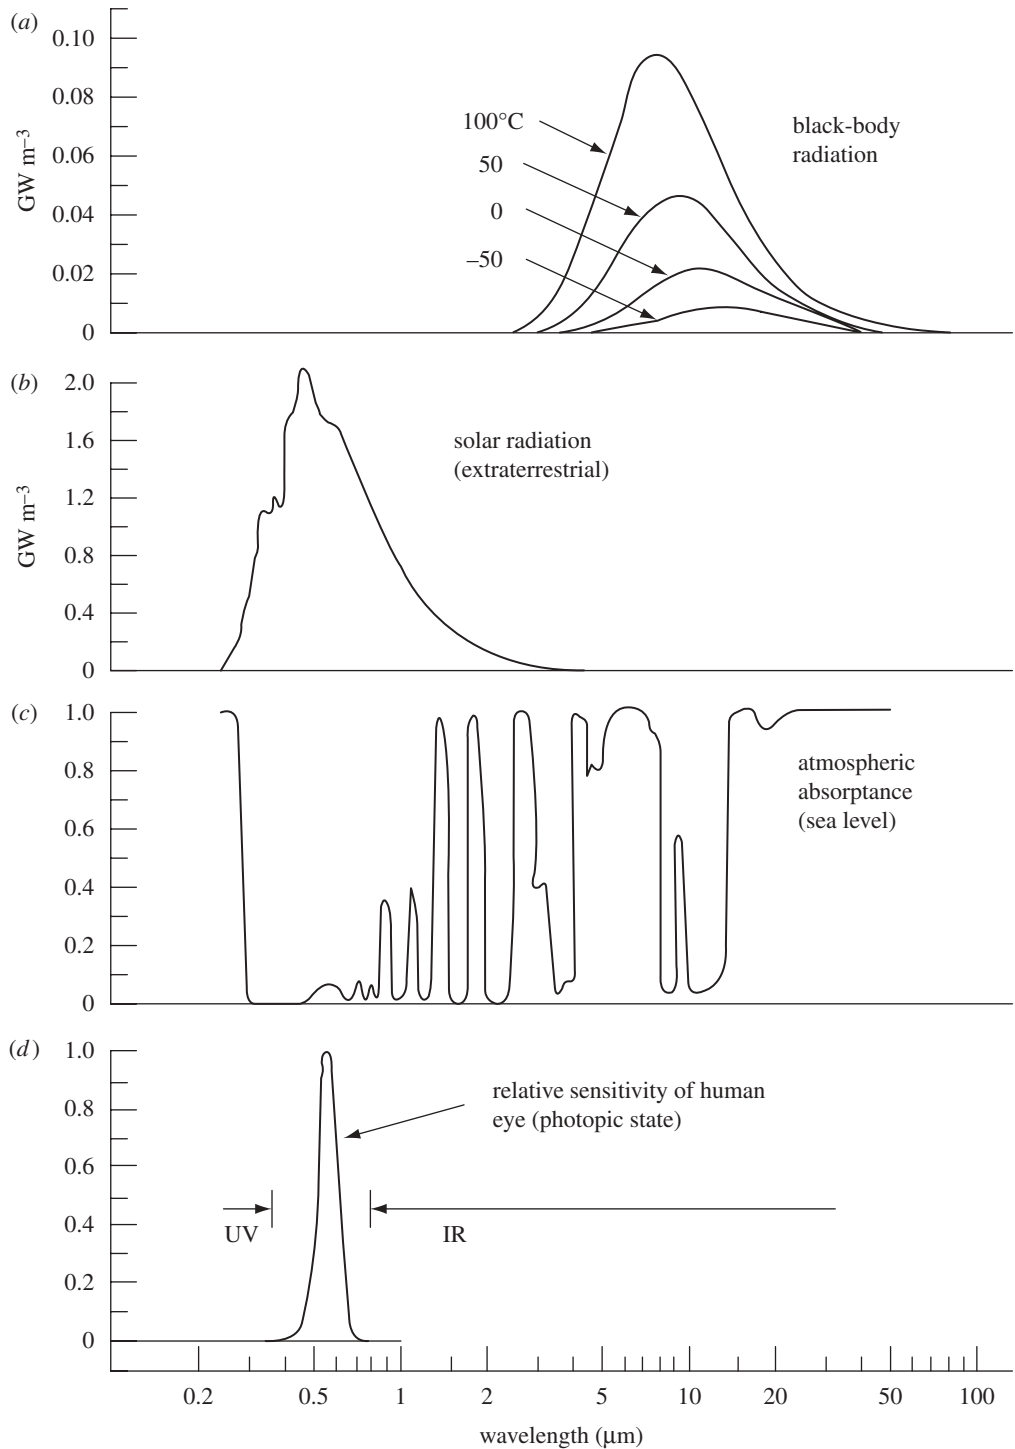 (a)
0.10
0.08
0.06
0.04
0.02
0
GW m⁻³
100°C
50
0
–50
black-body
radiation
(b)
2.0
1.6
1.2
0.8
0.4
0
GW m⁻³
solar radiation
(extraterrestrial)
(c)
1.0
0.8
0.6
0.4
0.2
0
atmospheric
absorptance
(sea level)
(d)
1.0
0.8
0.6
0.4
0.2
0
relative sensitivity of human
eye (photopic state)
UV
IR
0.2 0.5 1 2 5 10 20 50 100
wavelength (μm)